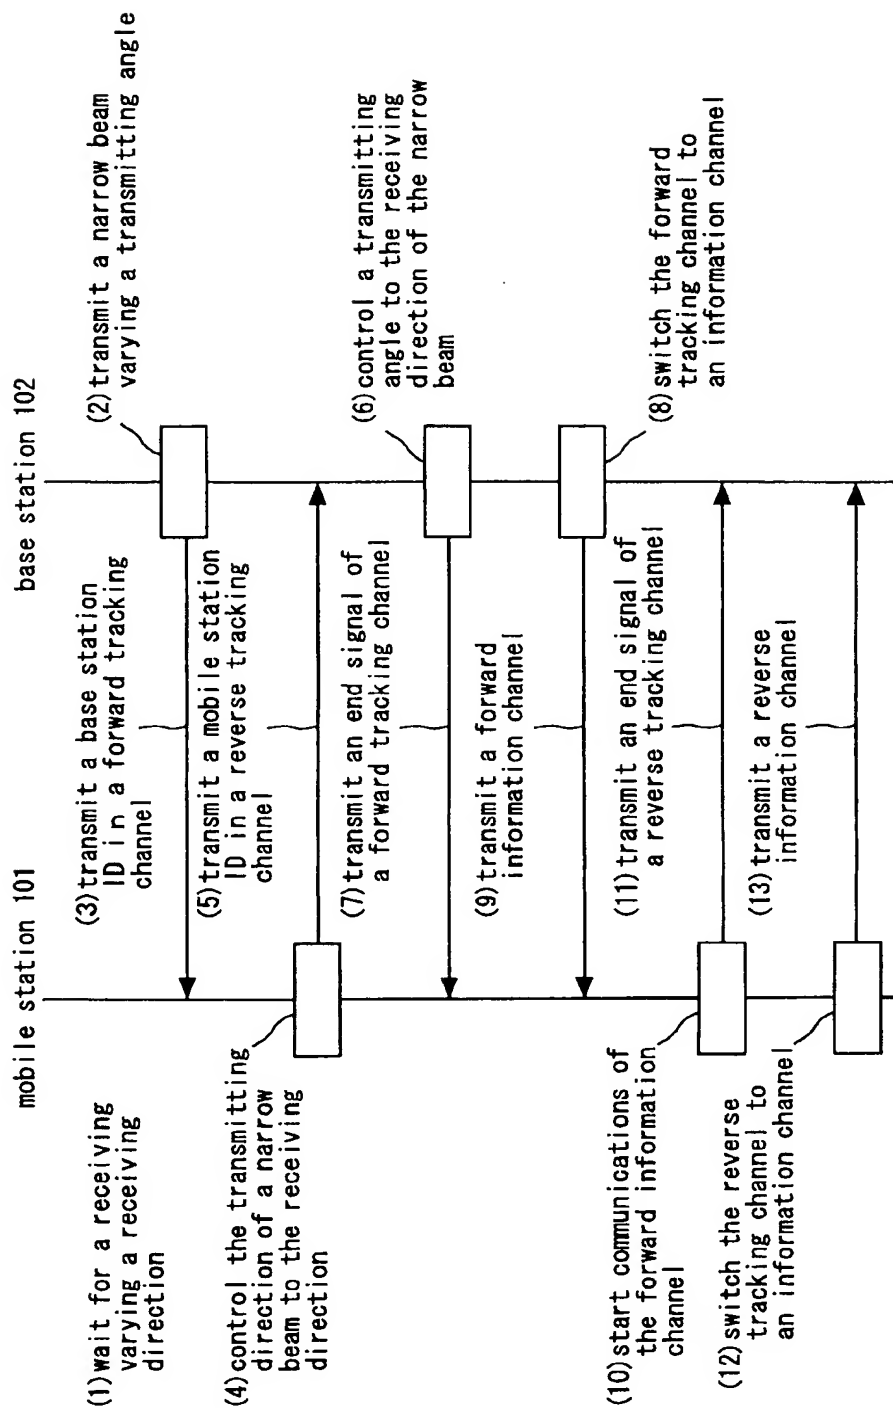 mobile station 101
base station 102
(1)wait for a receiving
varying a receiving
direction
(2)transmit a narrow beam
varying a transmitting angle
(3)transmit a base station
ID in a forward tracking
channel
(4)control the transmitting
direction of a narrow
beam to the receiving
direction
(5)transmit a mobile station
ID in a reverse tracking
channel
(6)control a transmitting
angle to the receiving
direction of the narrow
beam
(7)transmit an end signal of
a forward tracking channel
(8)switch the forward
tracking channel to
an information channel
(9)transmit a forward
information channel
(10)start communications of
the forward information
channel
(11)transmit an end signal of
a reverse tracking channel
(12)switch the reverse
tracking channel to
an information channel
(13)transmit a reverse
information channel